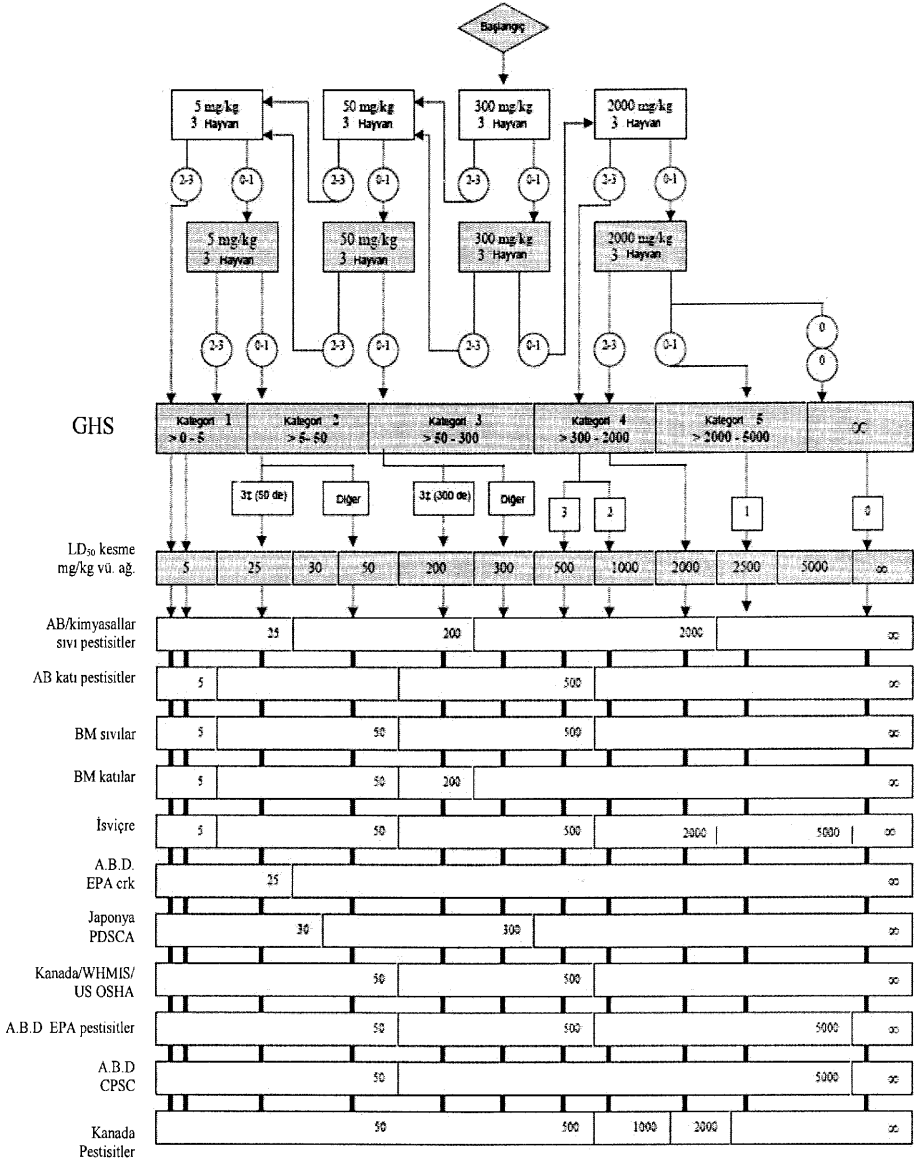 Başlangıç
5 mg/kg
3 Hayvan
50 mg/kg
3 Hayvan
300 mg/kg
3 Hayvan
2000 mg/kg
3 Hayvan
2-3
0-1
2-3
0-1
2-3
0-1
2-3
0-1
5 mg/kg
3 Hayvan
50 mg/kg
3 Hayvan
300 mg/kg
3 Hayvan
2000 mg/kg
3 Hayvan
2-3
0-1
2-3
0-1
2-3
0-1
2-3
0-1
0
0
GHS
Kategori 1
> 0 - 5
Kategori 2
> 5- 50
Kategori 3
> 50 - 300
Kategori 4
> 300 - 2000
Kategori 5
> 2000 - 5000
∞
3‡ (50 de)
Diğer
3‡ (300 de)
Diğer
3
2
1
0
LD₅₀ kesme
mg/kg vü. ağ.
5 25 30 50 200 300 500 1000 2000 2500 5000 ∞
AB/kimyasallar
sıvı pestisitler
25 200 2000 ∞
AB katı pestisitler
5 500 ∞
BM sıvılar
5 50 500 ∞
BM katılar
5 50 200 ∞
İsviçre
5 50 500 2000 5000 ∞
A.B.D.
EPA crk
25 ∞
Japonya
PDSCA
30 300 ∞
Kanada/WHMIS/
US OSHA
50 500 ∞
A.B.D EPA pestisitler
50 500 5000 ∞
A.B.D
CPSC
50 5000 ∞
Kanada
Pestisitler
50 500 1000 2000 ∞